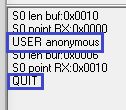 S0 len buf:0x0010
S0 point RX:0x0000
USER anonymous
S0 len buf:0x0006
S0 point RX:0x0010
QUIT